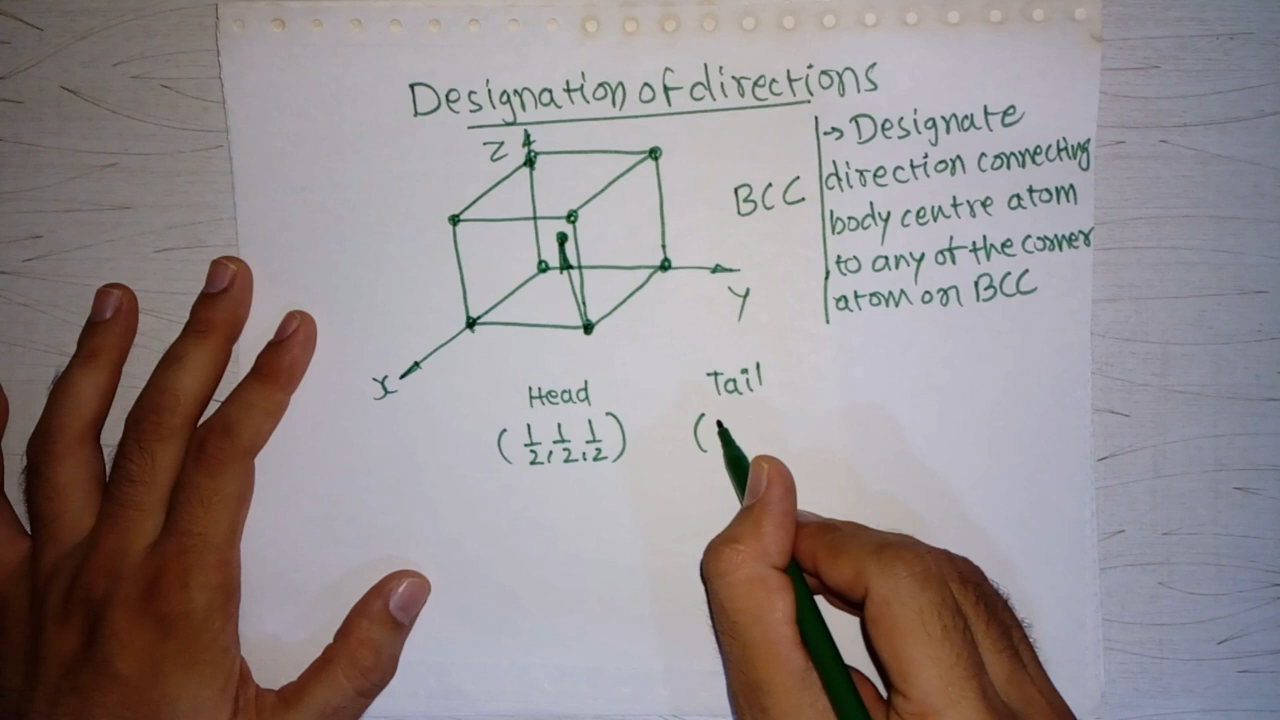 Designation of directions
Z
BCC
→ Designate
direction connecting
body centre atom
to any of the corner
atom on BCC
y
x
Head
Tail
(1/2, 1/2, 1/2)
(